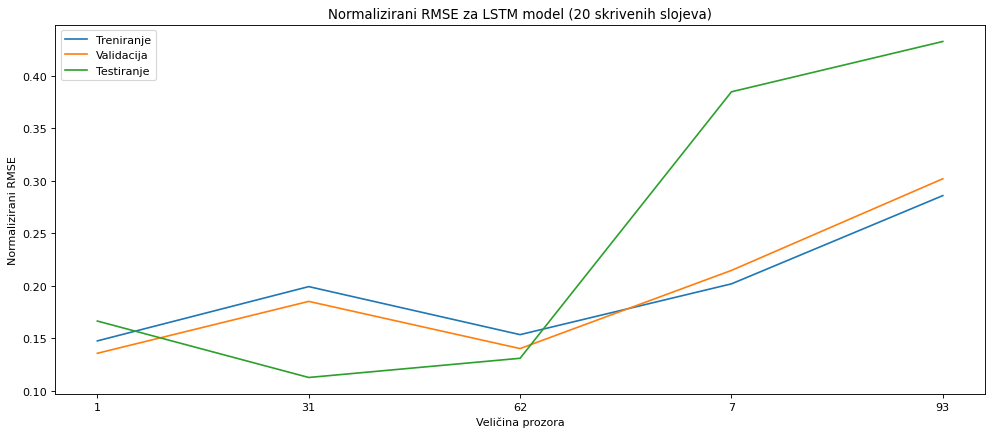 Normalizirani RMSE za LSTM model (20 skrivenih slojeva)
Treniranje
Validacija
Testiranje
Normalizirani RMSE
0.40
0.35
0.30
0.25
0.20
0.15
0.10
1 31 62 7 93
Veličina prozora